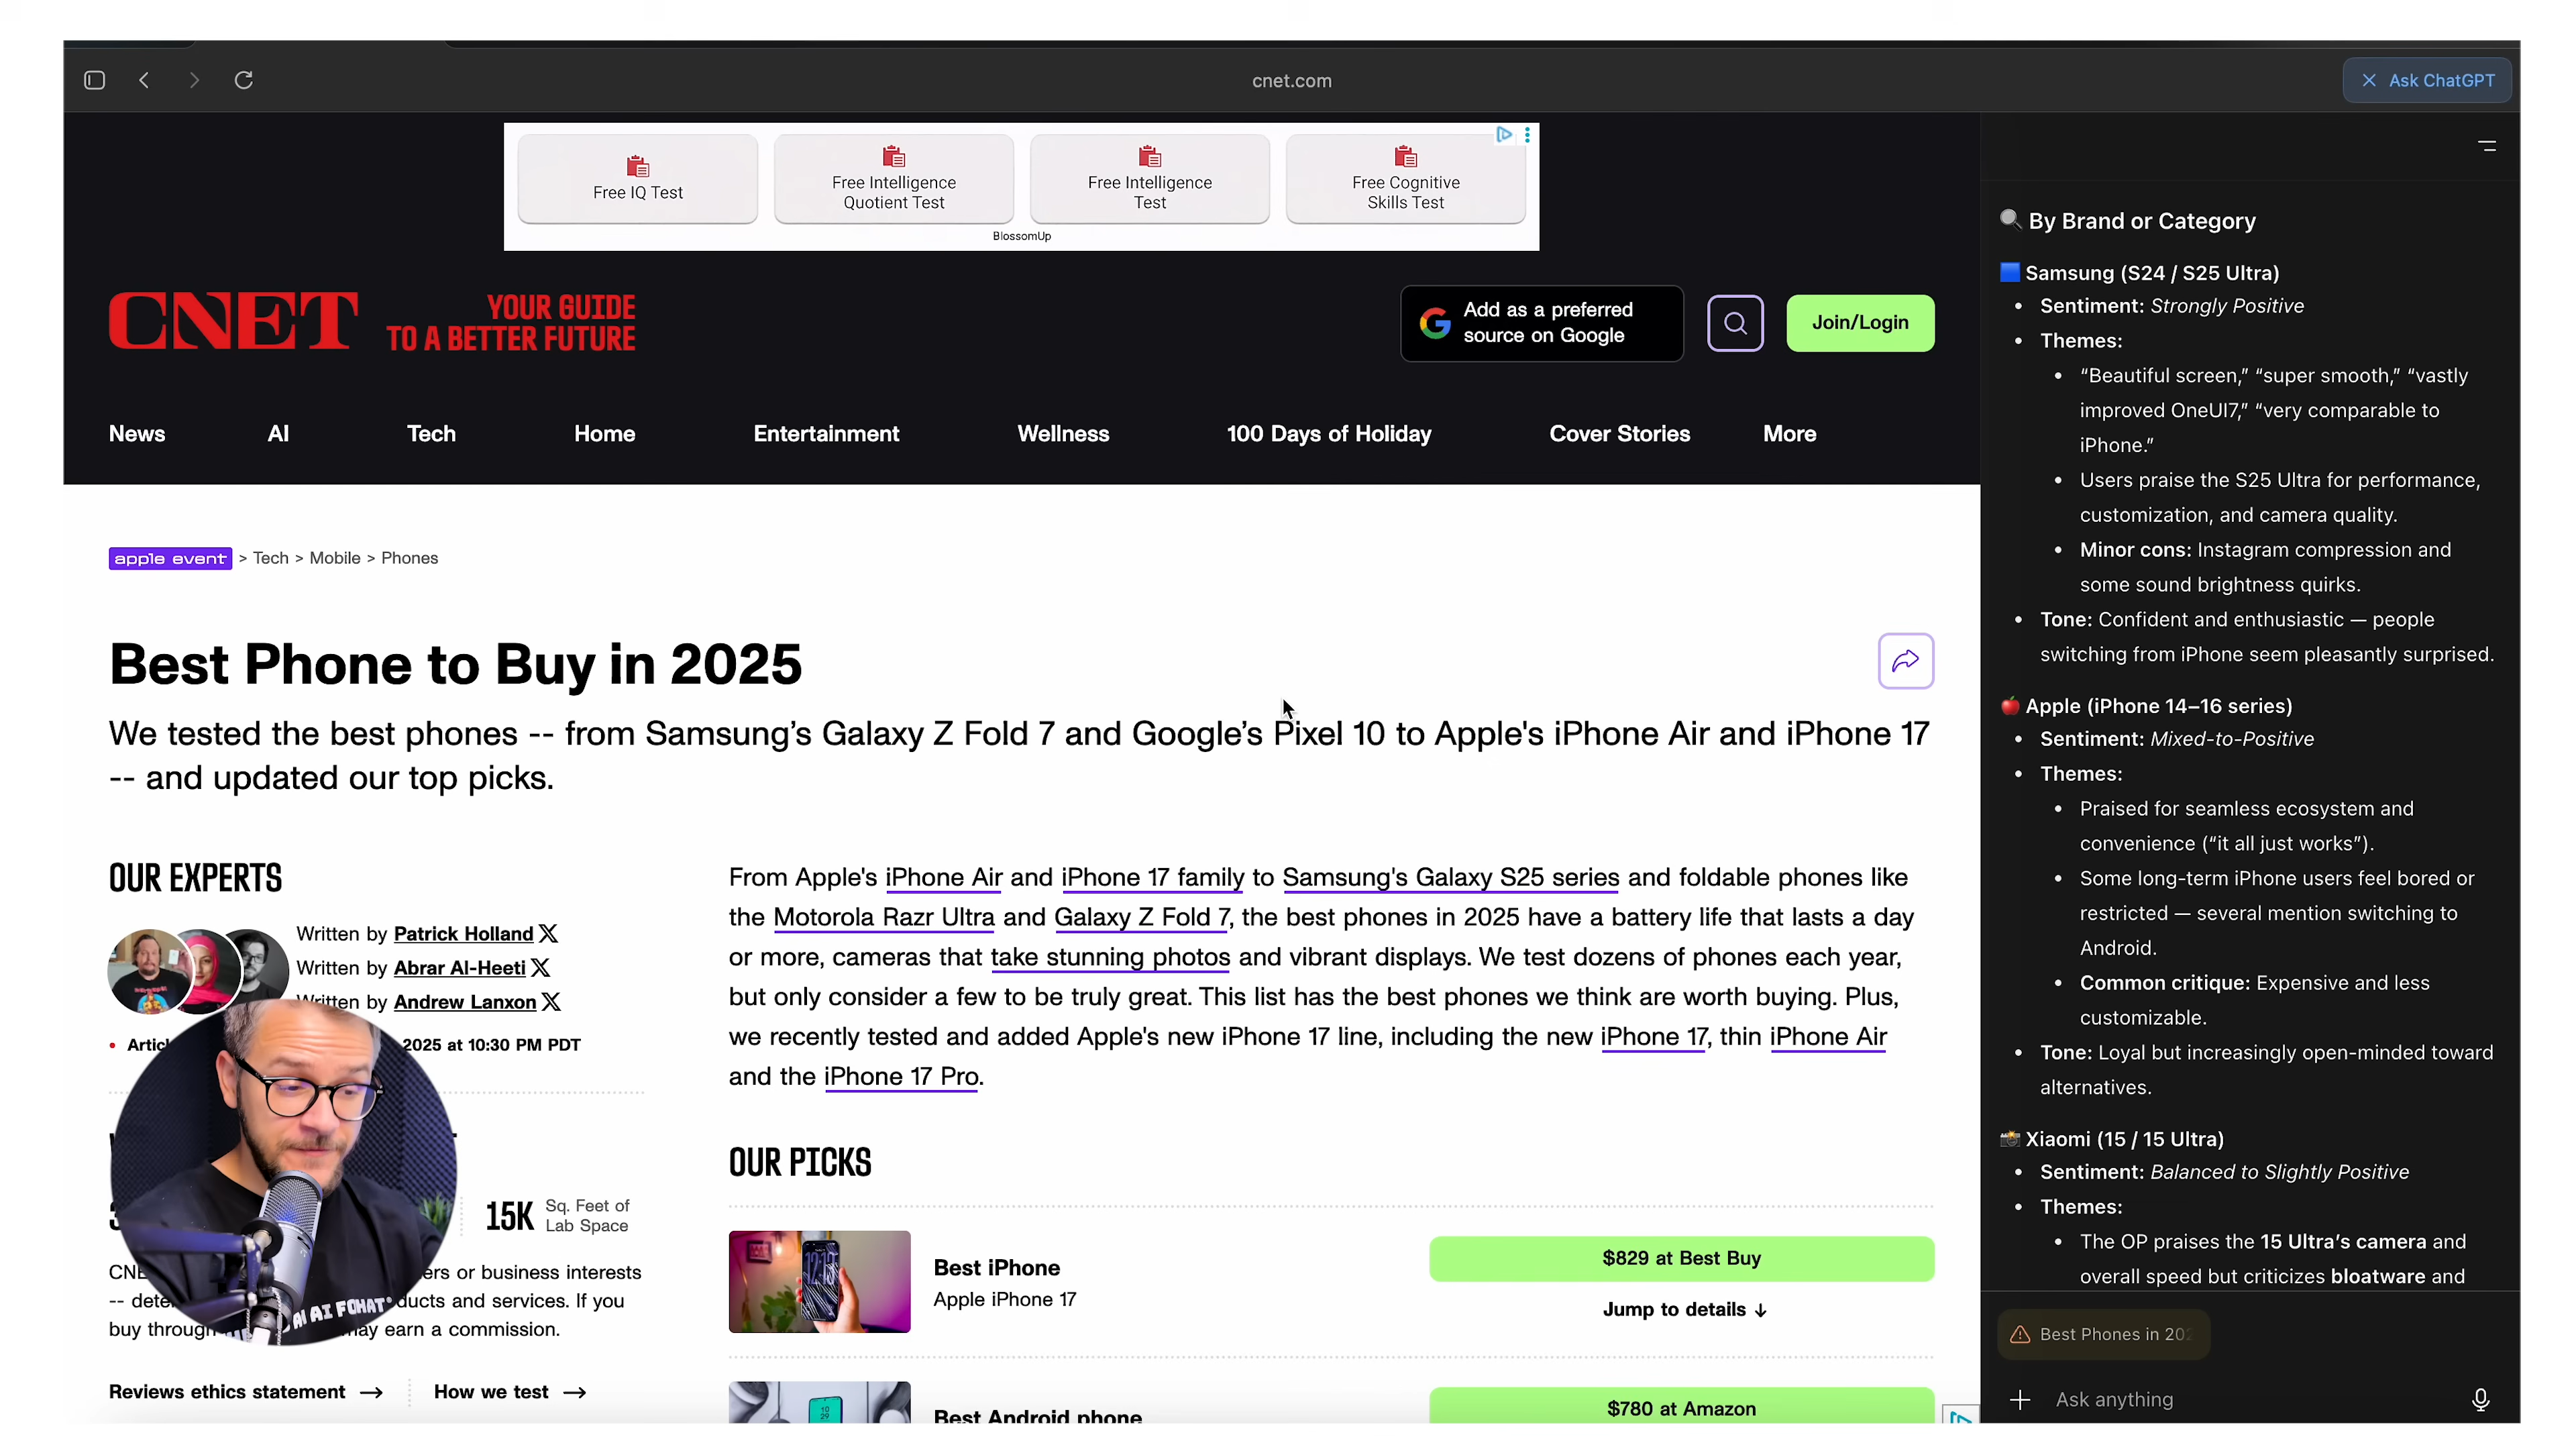 cnet.com
Ask ChatGPT
Free IQ Test
Free Intelligence
Quotient Test
Free Intelligence
Test
Free Cognitive
Skills Test
BlossomUp
CNET
YOUR GUIDE
TO A BETTER FUTURE
Add as a preferred
source on Google
Join/Login
News AI Tech Home Entertainment Wellness 100 Days of Holiday Cover Stories More
apple event > Tech > Mobile > Phones
Best Phone to Buy in 2025
We tested the best phones -- from Samsung’s Galaxy Z Fold 7 and Google’s Pixel 10 to Apple's iPhone Air and iPhone 17
-- and updated our top picks.
OUR EXPERTS
Written by Patrick Holland
Written by Abrar Al-Heeti
Written by Andrew Lanxon
2025 at 10:30 PM PDT
15K
Sq. Feet of
Lab Space
ers or business interests
ducts and services. If you
buy through may earn a commission.
Reviews ethics statement → How we test →
AI FOHAT
From Apple's iPhone Air and iPhone 17 family to Samsung's Galaxy S25 series and foldable phones like
the Motorola Razr Ultra and Galaxy Z Fold 7, the best phones in 2025 have a battery life that lasts a day
or more, cameras that take stunning photos and vibrant displays. We test dozens of phones each year,
but only consider a few to be truly great. This list has the best phones we think are worth buying. Plus,
we recently tested and added Apple's new iPhone 17 line, including the new iPhone 17, thin iPhone Air
and the iPhone 17 Pro.
OUR PICKS
Best iPhone
Apple iPhone 17
$829 at Best Buy
Jump to details ↓
Best Android phone
$780 at Amazon
🔍 By Brand or Category
🟦 Samsung (S24 / S25 Ultra)
• Sentiment: Strongly Positive
• Themes:
• “Beautiful screen,” “super smooth,” “vastly
improved OneUI7,” “very comparable to
iPhone.”
• Users praise the S25 Ultra for performance,
customization, and camera quality.
• Minor cons: Instagram compression and
some sound brightness quirks.
• Tone: Confident and enthusiastic — people
switching from iPhone seem pleasantly surprised.
🍎 Apple (iPhone 14–16 series)
• Sentiment: Mixed-to-Positive
• Themes:
• Praised for seamless ecosystem and
convenience (“it all just works”).
• Some long-term iPhone users feel bored or
restricted — several mention switching to
Android.
• Common critique: Expensive and less
customizable.
• Tone: Loyal but increasingly open-minded toward
alternatives.
📸 Xiaomi (15 / 15 Ultra)
• Sentiment: Balanced to Slightly Positive
• Themes:
• The OP praises the 15 Ultra’s camera and
overall speed but criticizes bloatware and
Best Phones in 202
Ask anything